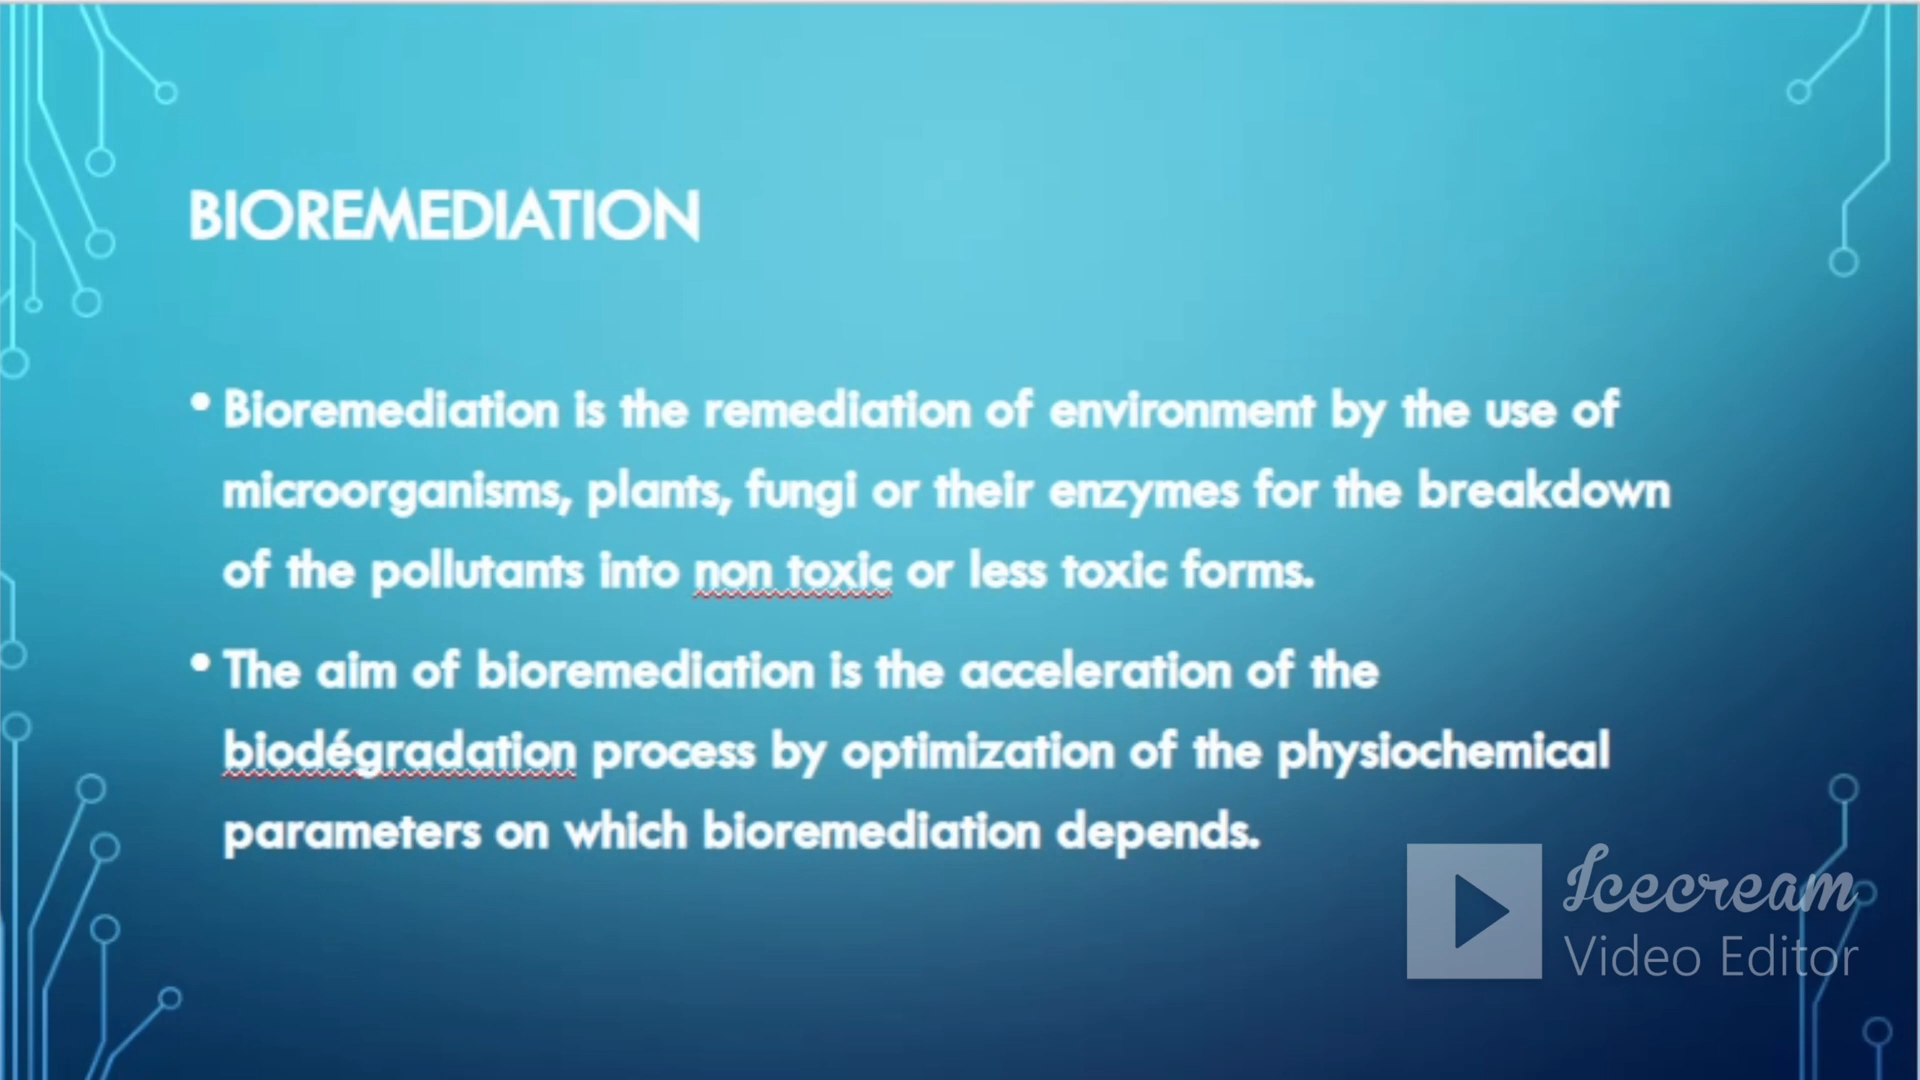 BIOREMEDIATION
• Bioremediation is the remediation of environment by the use of
microorganisms, plants, fungi or their enzymes for the breakdown
of the pollutants into non toxic or less toxic forms.
• The aim of bioremediation is the acceleration of the
biodégradation process by optimization of the physiochemical
parameters on which bioremediation depends.
Icecream
Video Editor